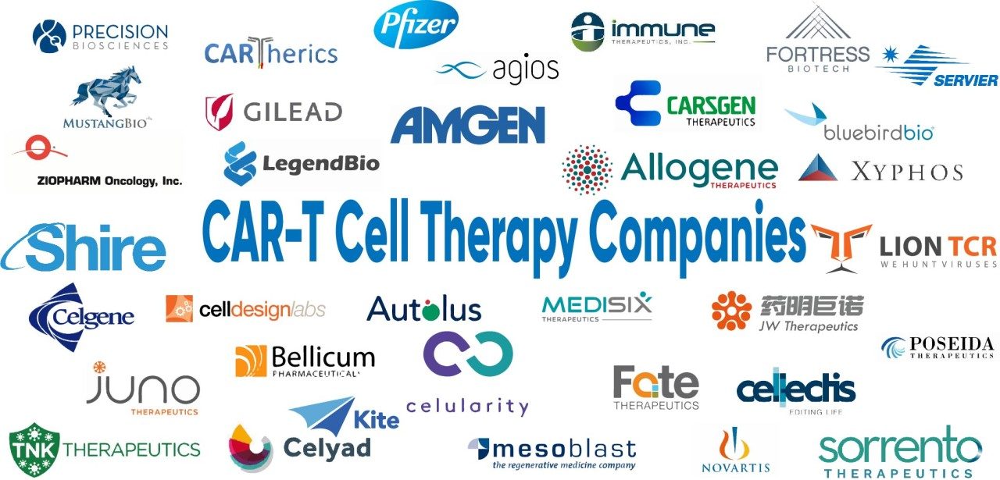 PRECISION
BIOSCIENCES
CARTherics
Pfizer
immune
THERAPEUTICS, INC.
FORTRESS
BIOTECH
SERVIER
agios
MUSTANGBIO
GILEAD
AMGEN
CARSGEN
THERAPEUTICS
bluebirdbio
ZIOPHARM Oncology, Inc.
LegendBio
Allogene
THERAPEUTICS
XYPHOS
CAR-T Cell Therapy Companies
Shire
LION TCR
WE HUNT VIRUSES
Celgene
celldesignlabs
Autolus
MEDISIX
THERAPEUTICS
药明巨诺
JW Therapeutics
POSEIDA
THERAPEUTICS
Bellicum
PHARMACEUTICALS
juno
THERAPEUTICS
Kite
celularity
Fate
THERAPEUTICS
cellectis
EDITING LIFE
TNK THERAPEUTICS
Celyad
mesoblast
the regenerative medicine company
NOVARTIS
sorrento
THERAPEUTICS